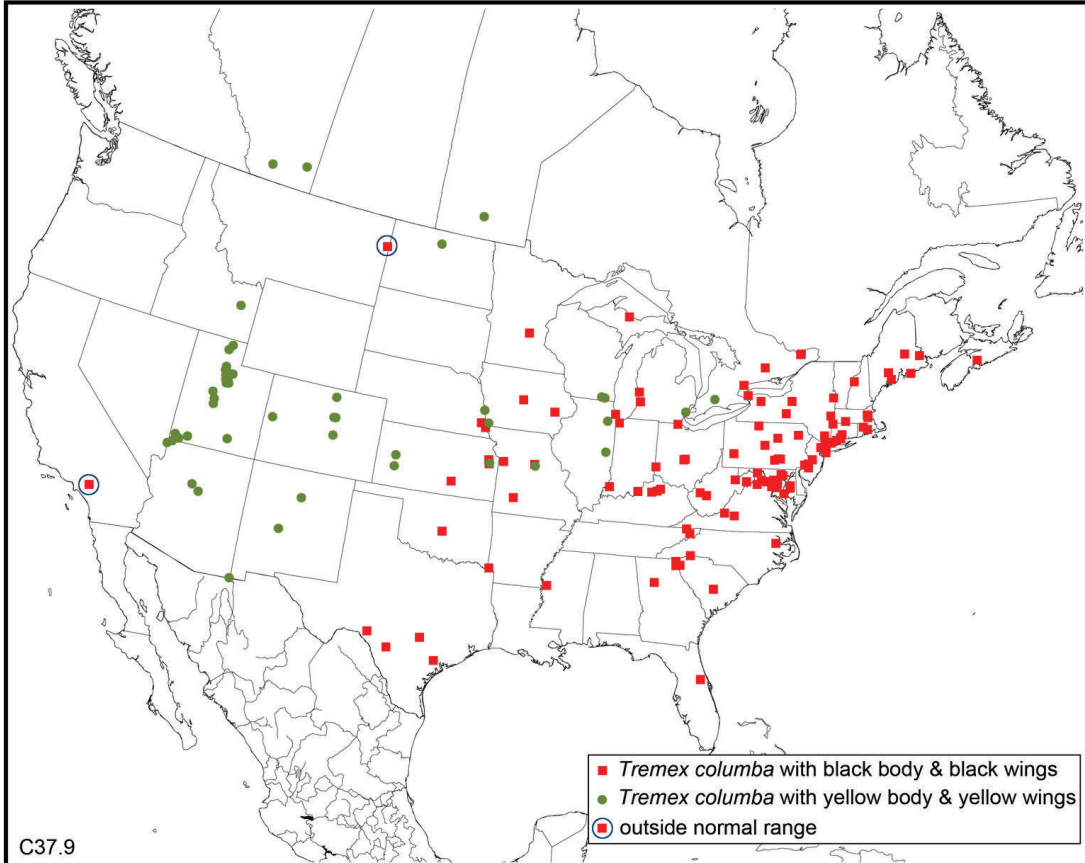 Tremex columba with black body & black wings
Tremex columba with yellow body & yellow wings
outside normal range
C37.9